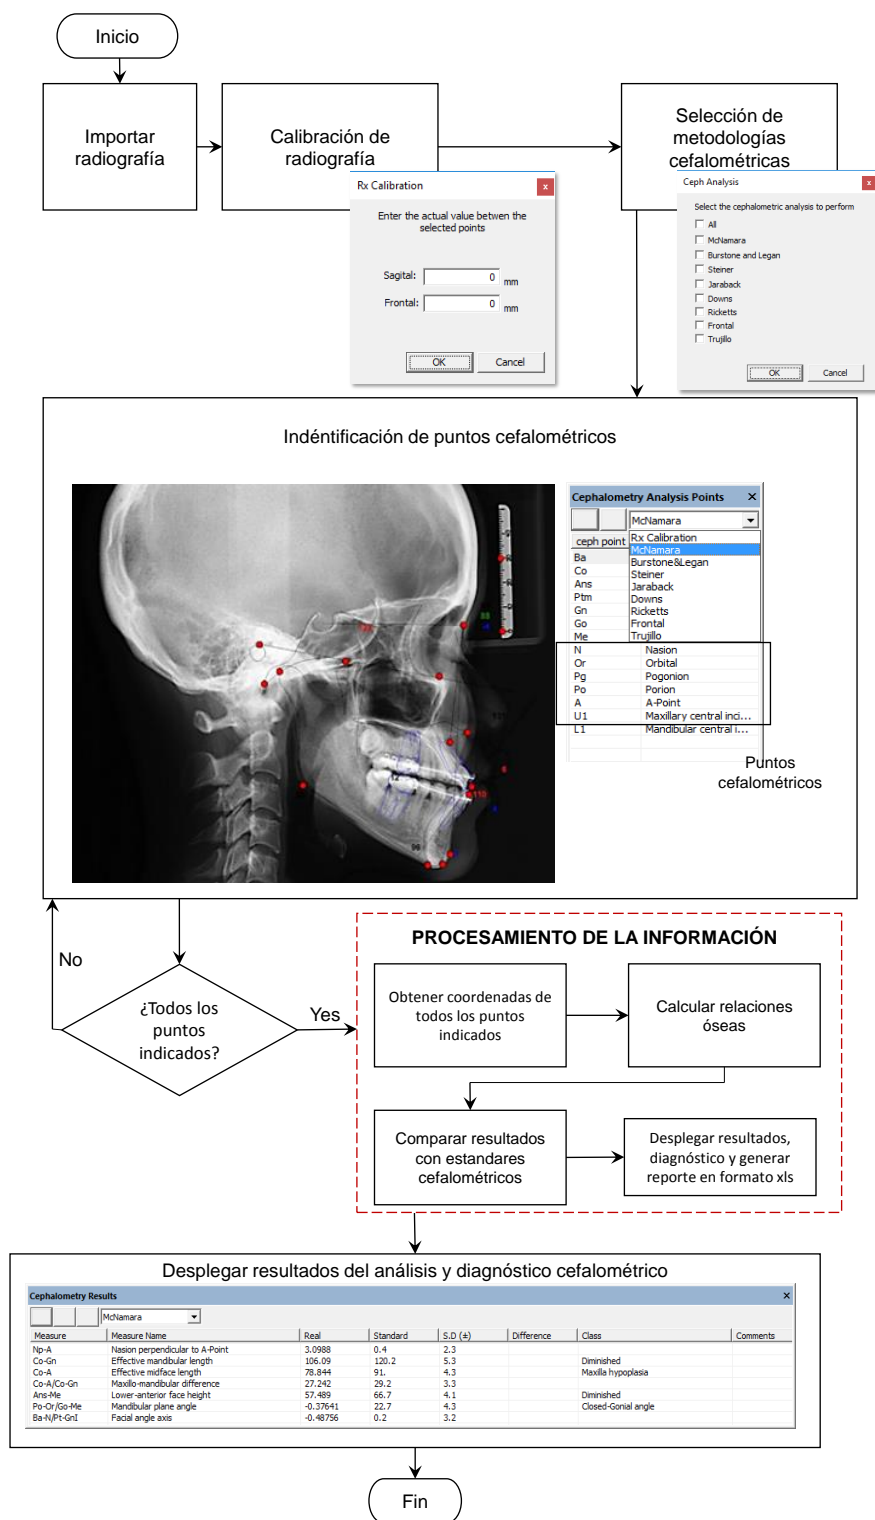 Inicio
Importar
radiografía
Calibración de
radiografía
Selección de
metodologías
cefalométricas
Rx Calibration
x
Enter the actual value betwen the
selected points
Sagital: 0 mm
Frontal: 0 mm
OK Cancel
Ceph Analysis
x
Select the cephalometric analysis to perform
All
McNamara
Burstone and Legan
Steiner
Jaraback
Downs
Ricketts
Frontal
Trujillo
OK Cancel
Indéntificación de puntos cefalométricos
Cephalometry Analysis Points ×
McNamara
ceph point
Rx Calibration
McNamara
Burstone&Legan
Steiner
Jaraback
Downs
Ricketts
Frontal
Trujillo
Ba
Co
Ans
Ptm
Gn
Go
Me
N Nasion
Or Orbital
Pg Pogonion
Po Porion
A A-Point
U1 Maxillary central inci...
L1 Mandibular central i...
Puntos
cefalométricos
110
96
No
¿Todos los
puntos
indicados?
Yes
PROCESAMIENTO DE LA INFORMACIÓN
Obtener coordenadas de
todos los puntos
indicados
Calcular relaciones
óseas
Comparar resultados
con estandares
cefalométricos
Desplegar resultados,
diagnóstico y generar
reporte en formato xls
Desplegar resultados del análisis y diagnóstico cefalométrico
Cephalometry Results ×
McNamara
Measure Measure Name Real Standard S.D (±) Difference Class Comments
Np-A Nasion perpendicular to A-Point 3.0988 0.4 2.3
Co-Gn Effective mandibular length 106.09 120.2 5.3 Diminished
Co-A Effective midface length 78.844 91. 4.3 Maxilla hypoplasia
Co-A/Co-Gn Maxillo-mandibular difference 27.242 29.2 3.3
Ans-Me Lower-anterior face height 57.489 66.7 4.1 Diminished
Po-Or/Go-Me Mandibular plane angle -0.37641 22.7 4.3 Closed-Gonial angle
Ba-N/Pt-GnI Facial angle axis -0.48756 0.2 3.2
Fin